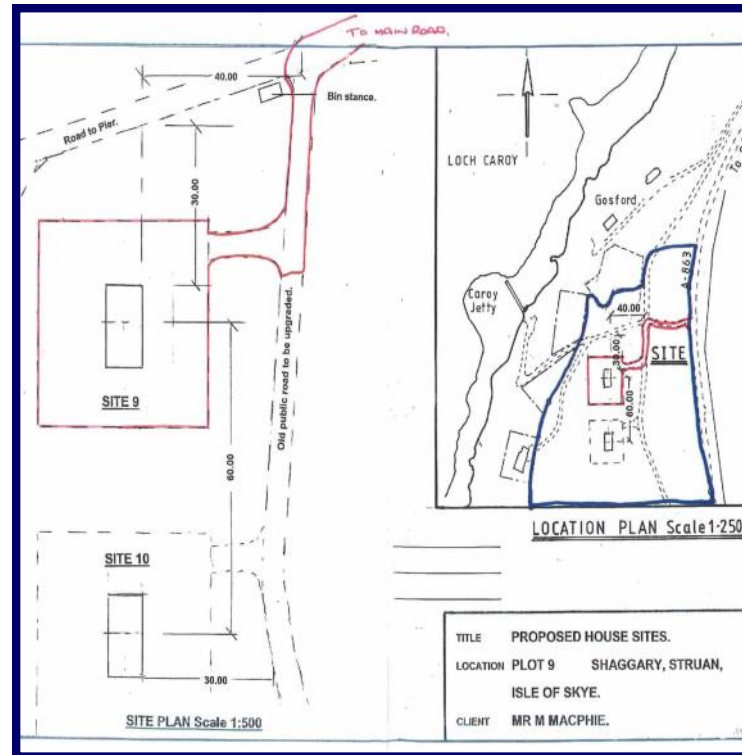 TO MAIN ROAD.
40.00
Bin stance.
Road to Pier.
30.00
SITE 9
Old public road to be upgraded.
60.00
SITE 10
30.00
SITE PLAN Scale 1:500
LOCH CAROY
Gosford.
To
A-863
Caroy
Jetty
40.00
30.00
SITE
60.00
LOCATION PLAN Scale 1-250
TITLE PROPOSED HOUSE SITES.
LOCATION PLOT 9 SHAGGARY, STRUAN,
ISLE OF SKYE.
CLIENT MR M MACPHIE.